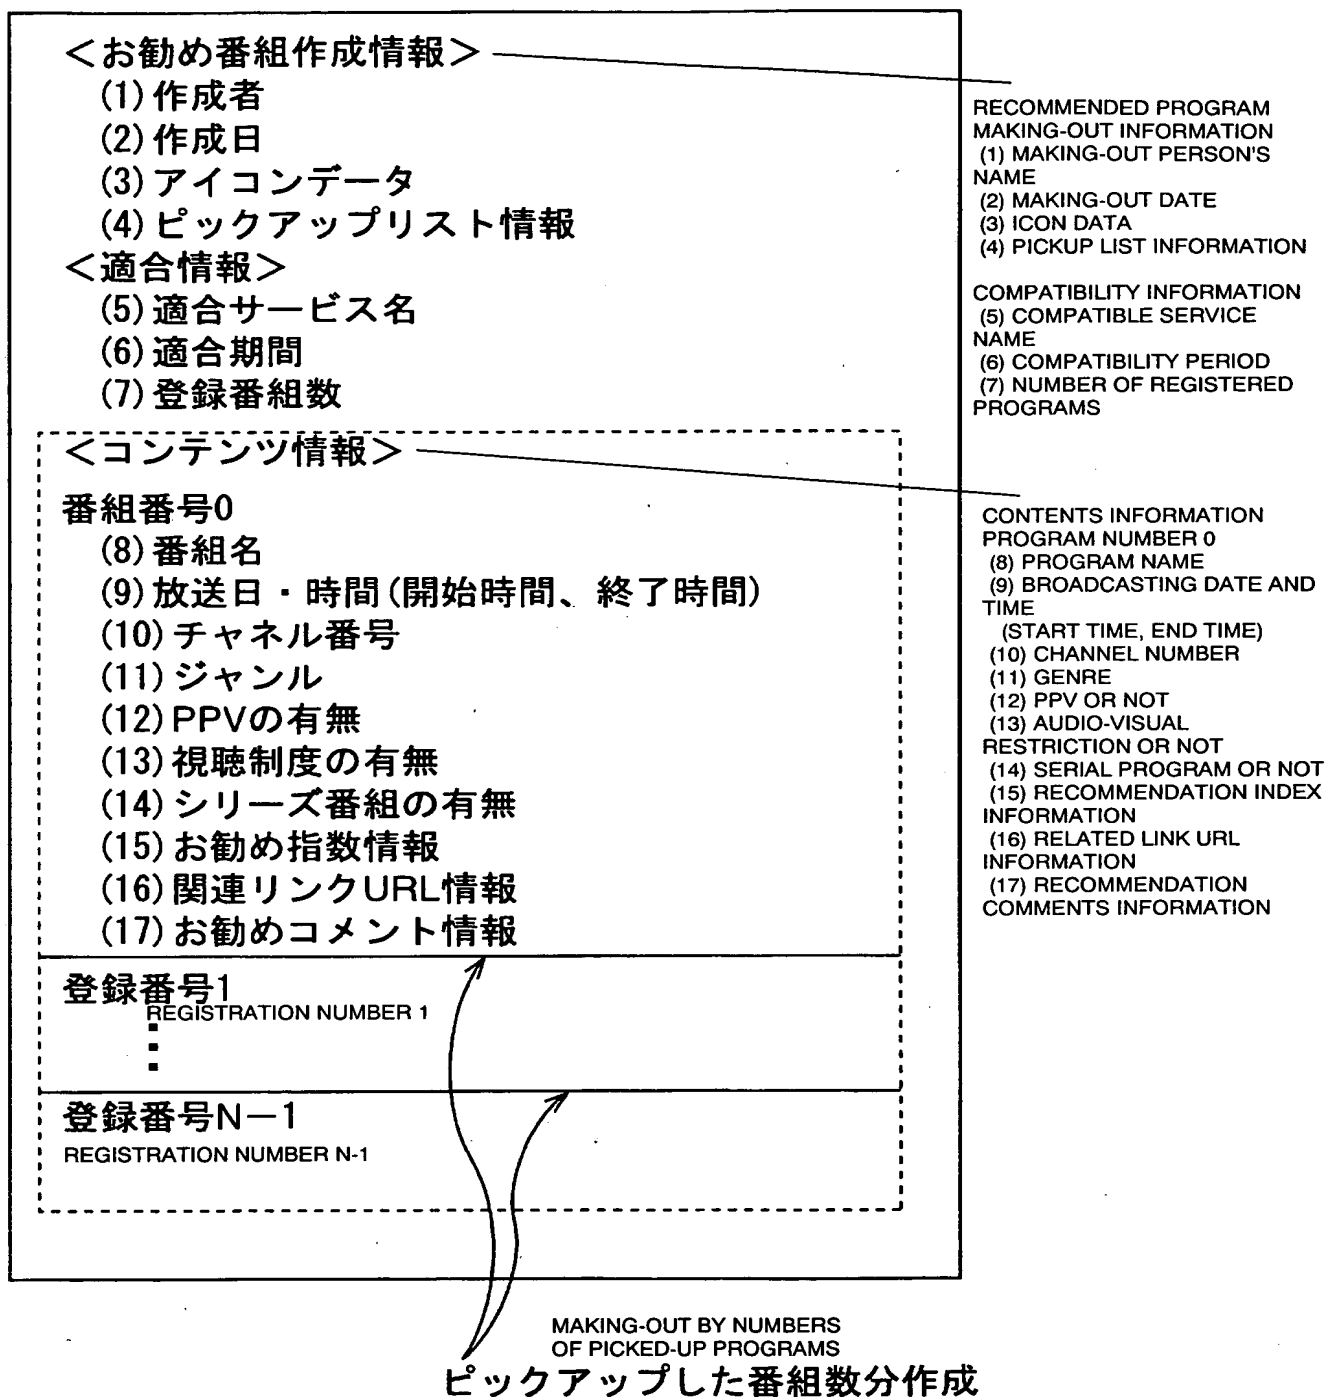 ＜お勧め番組作成情報＞
(1)作成者
(2)作成日
(3)アイコンデータ
(4)ピックアップリスト情報
＜適合情報＞
(5)適合サービス名
(6)適合期間
(7)登録番組数
＜コンテンツ情報＞
番組番号0
(8)番組名
(9)放送日・時間(開始時間、終了時間)
(10)チャネル番号
(11)ジャンル
(12)PPVの有無
(13)視聴制度の有無
(14)シリーズ番組の有無
(15)お勧め指数情報
(16)関連リンクURL情報
(17)お勧めコメント情報
登録番号1
REGISTRATION NUMBER 1
登録番号N－1
REGISTRATION NUMBER N-1
RECOMMENDED PROGRAM
MAKING-OUT INFORMATION
(1) MAKING-OUT PERSON'S
NAME
(2) MAKING-OUT DATE
(3) ICON DATA
(4) PICKUP LIST INFORMATION
COMPATIBILITY INFORMATION
(5) COMPATIBLE SERVICE
NAME
(6) COMPATIBILITY PERIOD
(7) NUMBER OF REGISTERED
PROGRAMS
CONTENTS INFORMATION
PROGRAM NUMBER 0
(8) PROGRAM NAME
(9) BROADCASTING DATE AND
TIME
(START TIME, END TIME)
(10) CHANNEL NUMBER
(11) GENRE
(12) PPV OR NOT
(13) AUDIO-VISUAL
RESTRICTION OR NOT
(14) SERIAL PROGRAM OR NOT
(15) RECOMMENDATION INDEX
INFORMATION
(16) RELATED LINK URL
INFORMATION
(17) RECOMMENDATION
COMMENTS INFORMATION
MAKING-OUT BY NUMBERS
OF PICKED-UP PROGRAMS
ピックアップした番組数分作成